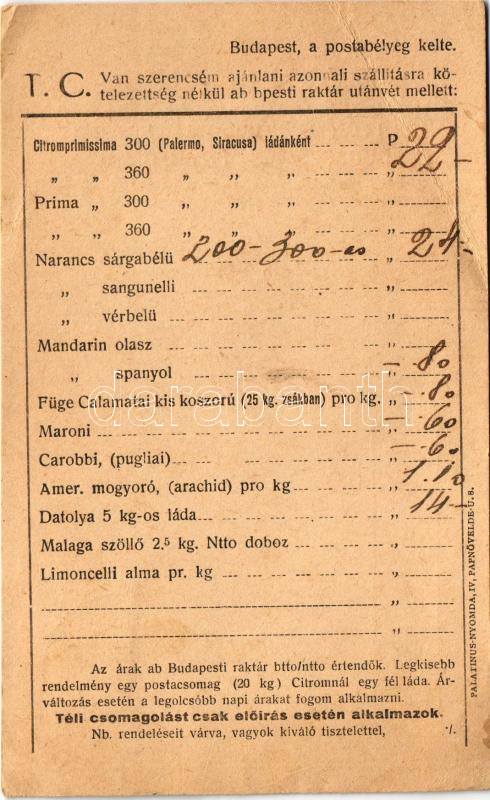 Budapest, a postabélyeg kelte.
T. C. Van szerencsém ajánlani azonnali szállításra kö-
telezettség nélkül ab bpesti raktár utánvét mellett:
Citromprimissima 300 (Palermo, Siracusa) ládánként P 22-
„ „ 360 „ „ „ „
Prima „ 300 „ „ „ „
„ „ 360 „ „ „ „
Narancs sárgabélü 200-300-as „ 24-
„ sangunelli „
„ vérbelü „
Mandarin olasz „
„ spanyol „ -80
Füge Calamatai kis koszorú (25 kg. zsákban) pro kg. „ -80
Maroni „ -60
Carobbi, (pugliai) „ -60
Amer. mogyoró, (arachid) pro kg „ 1.10
Datolya 5 kg-os láda „ 14-
Malaga szöllő 2.5 kg. Ntto doboz „
Limoncelli alma pr. kg „
„
„
Az árak ab Budapesti raktár btto/ntto értendők. Legkisebb
rendelmény egy postacsomag (20 kg) Citromnál egy fél láda. Ár-
változás esetén a legolcsóbb napi árakat fogom alkalmazni.
Téli csomagolást csak előírás esetén alkalmazok.
Nb. rendeléseit várva, vagyok kiváló tisztelettel, ./.
PALATINUS-NYOMDA, IV, PAPNÖVELDE-U. 8.
darabanth